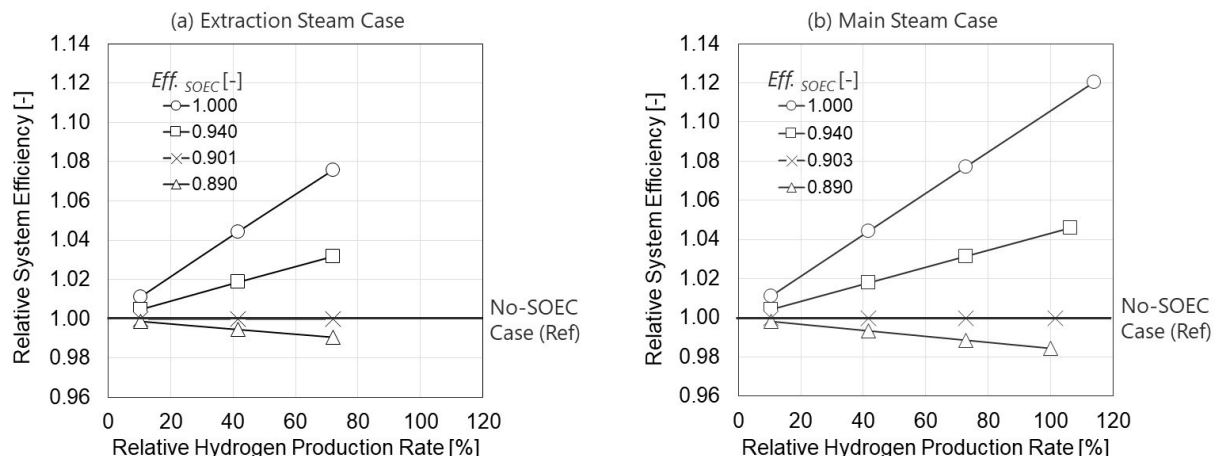 (a) Extraction Steam Case
Relative System Efficiency [-]
1.14
1.12
1.10
1.08
1.06
1.04
1.02
1.00
0.98
0.96
Eff. SOEC [-]
1.000
0.940
0.901
0.890
0 20 40 60 80 100 120
Relative Hydrogen Production Rate [%]
No-SOEC
Case (Ref)
(b) Main Steam Case
Relative System Efficiency [-]
1.14
1.12
1.10
1.08
1.06
1.04
1.02
1.00
0.98
0.96
Eff. SOEC [-]
1.000
0.940
0.903
0.890
0 20 40 60 80 100 120
Relative Hydrogen Production Rate [%]
No-SOEC
Case (Ref)